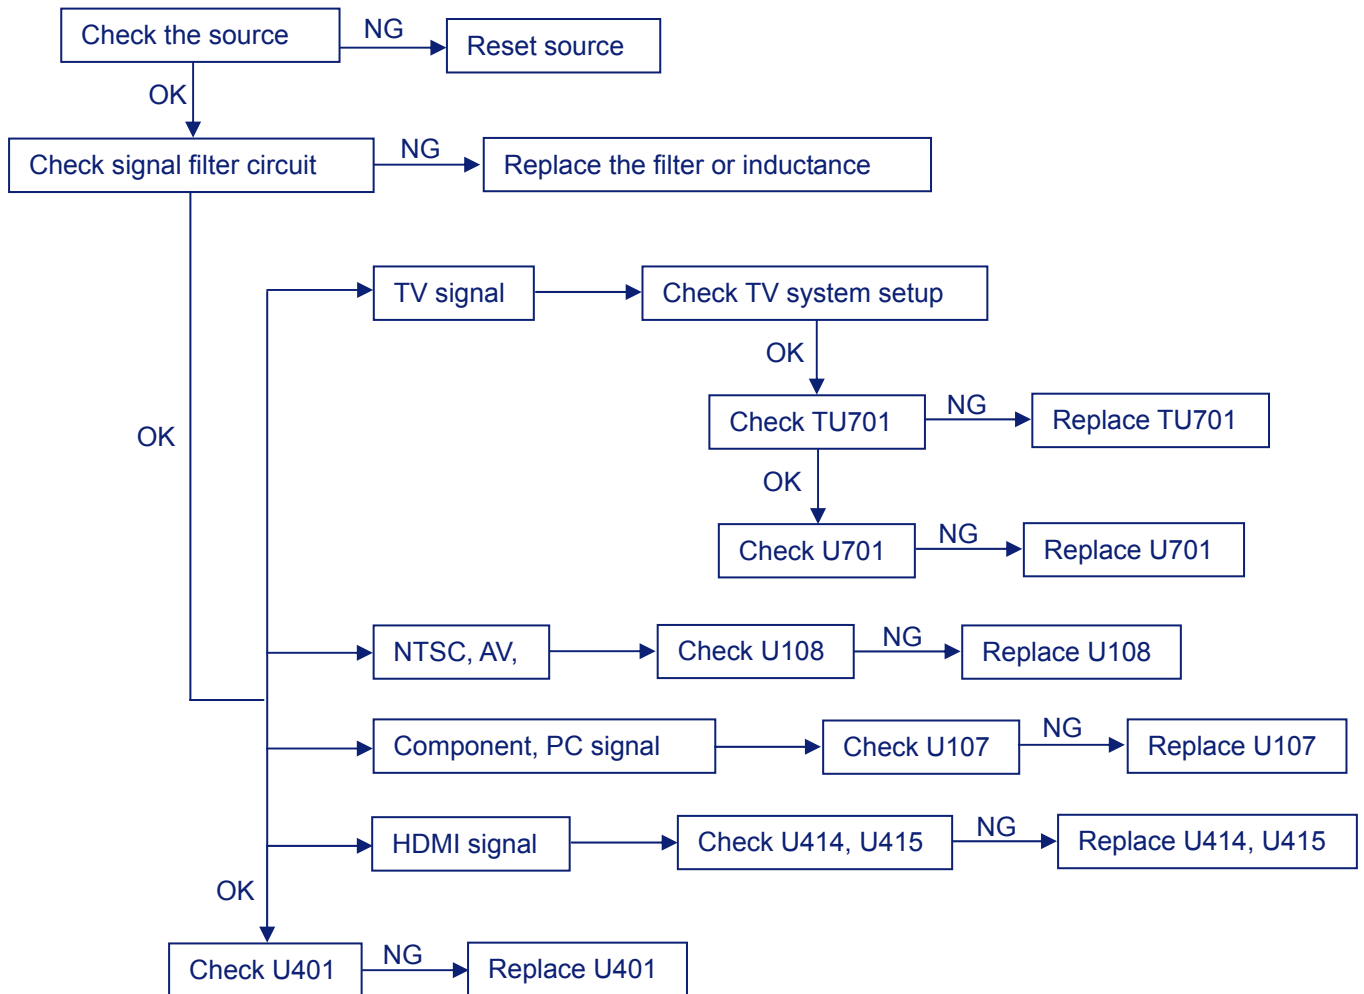 Check the source
NG
Reset source
OK
Check signal filter circuit
NG
Replace the filter or inductance
TV signal
Check TV system setup
OK
Check TU701
NG
Replace TU701
OK
OK
Check U701
NG
Replace U701
NTSC, AV,
Check U108
NG
Replace U108
Component, PC signal
Check U107
NG
Replace U107
HDMI signal
Check U414, U415
NG
Replace U414, U415
OK
Check U401
NG
Replace U401